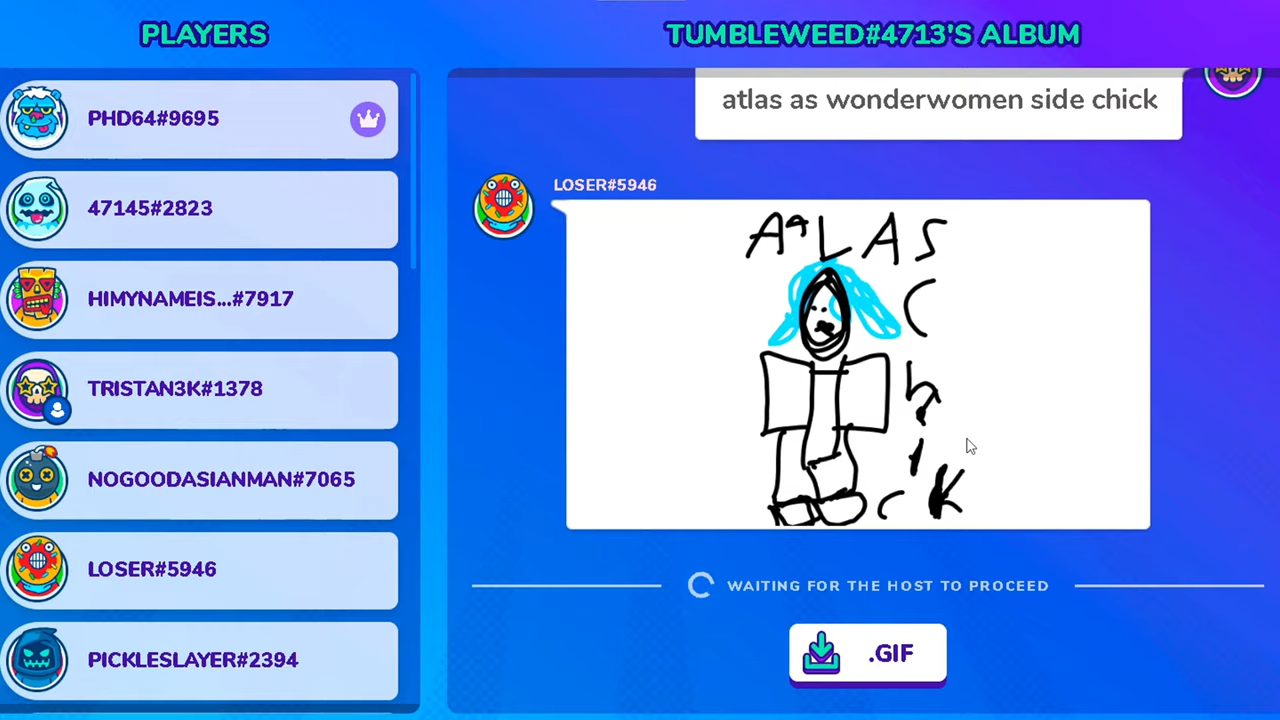 PLAYERS
TUMBLEWEED#4713'S ALBUM
PHD64#9695
47145#2823
HIMYNAMEIS...#7917
TRISTAN3K#1378
NOGOODASIANMAN#7065
LOSER#5946
PICKLESLAYER#2394
atlas as wonderwomen side chick
LOSER#5946
AtLAS
C
h
i
cK
WAITING FOR THE HOST TO PROCEED
.GIF